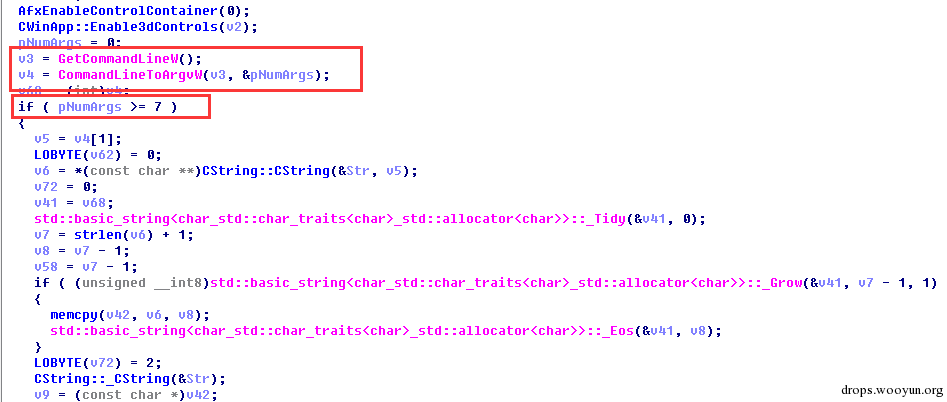 AfxEnableControlContainer(0);
CWinApp::Enable3dControls(v2);
pNumArgs = 0;
v3 = GetCommandLineW();
v4 = CommandLineToArgvW(v3, &pNumArgs);
v68 = (int)v4;
if ( pNumArgs >= 7 )
{
v5 = v4[1];
LOBYTE(v62) = 0;
v6 = *(const char **)CString::CString(&Str, v5);
v72 = 0;
v41 = v68;
std::basic_string<char_std::char_traits<char>_std::allocator<char>>::_Tidy(&v41, 0);
v7 = strlen(v6) + 1;
v8 = v7 - 1;
v58 = v7 - 1;
if ( (unsigned __int8)std::basic_string<char_std::char_traits<char>_std::allocator<char>>::_Grow(&v41, v7 - 1, 1)
{
memcpy(v42, v6, v8);
std::basic_string<char_std::char_traits<char>_std::allocator<char>>::_Eos(&v41, v8);
}
LOBYTE(v72) = 2;
CString::_CString(&Str);
v9 = (const char *)v42;
drops.wooyun.org